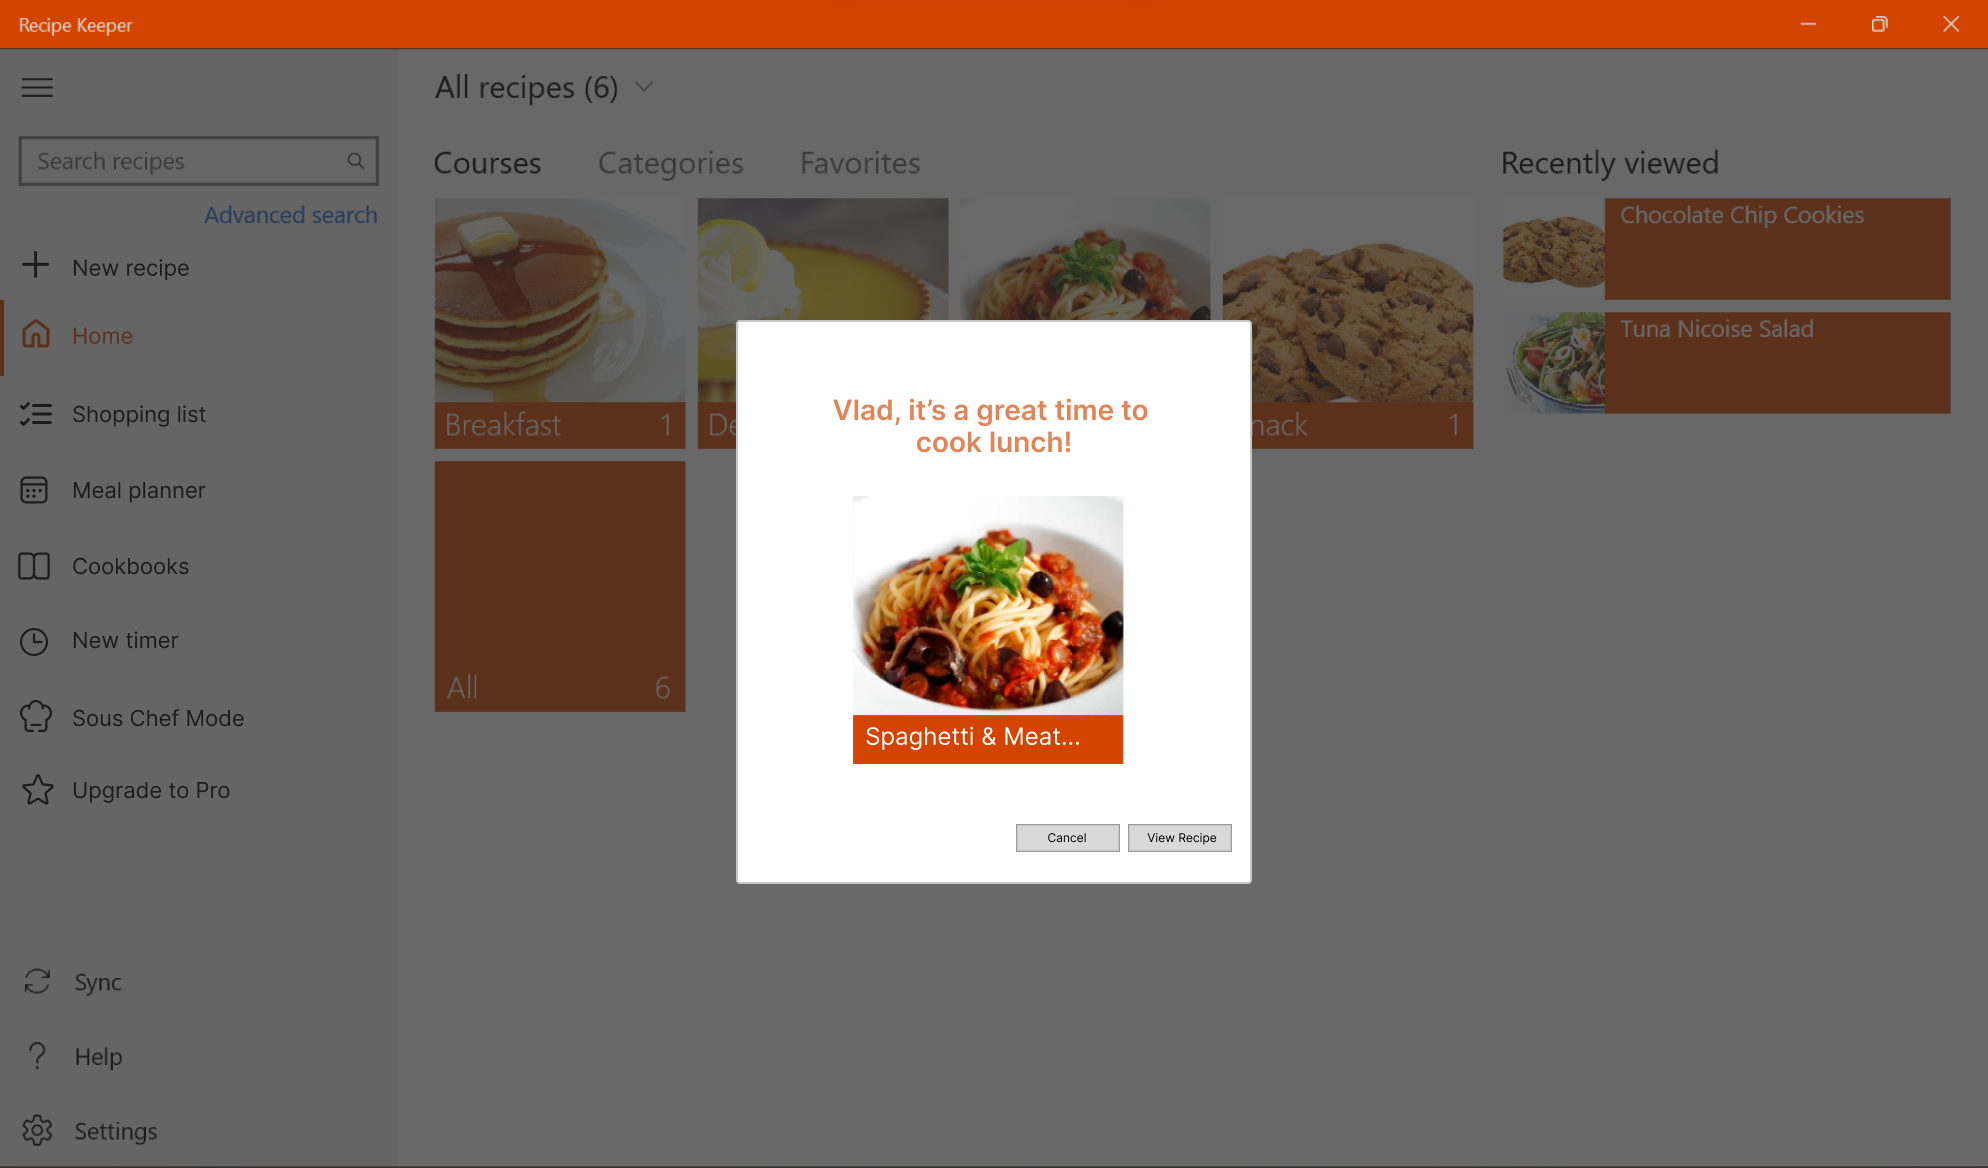 Recipe Keeper
All recipes (6)
Search recipes
Advanced search
New recipe
Home
Shopping list
Meal planner
Cookbooks
New timer
Sous Chef Mode
Upgrade to Pro
Sync
Help
Settings
Courses
Categories
Favorites
Breakfast 1
De
nack 1
All 6
Recently viewed
Chocolate Chip Cookies
Tuna Nicoise Salad
Vlad, it’s a great time to
cook lunch!
Spaghetti & Meat...
Cancel
View Recipe